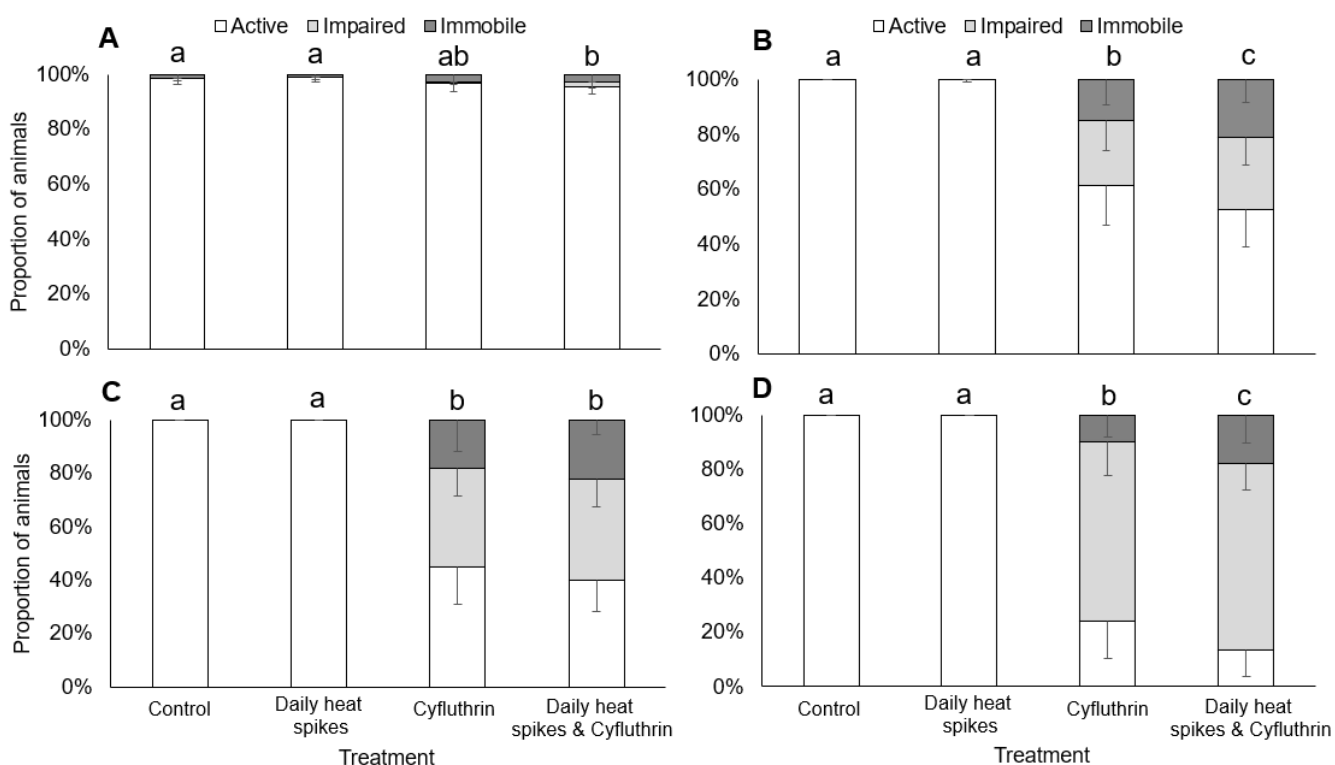 Active Impaired Immobile
A
a a ab b
100%
80%
60%
40%
20%
0%
Proportion of animals
Active Impaired Immobile
B
a a b c
100%
80%
60%
40%
20%
0%
C
a a b b
100%
80%
60%
40%
20%
0%
Proportion of animals
Control
Daily heat
spikes
Cyfluthrin
Daily heat
spikes & Cyfluthrin
Treatment
D
a a b c
100%
80%
60%
40%
20%
0%
Control
Daily heat
spikes
Cyfluthrin
Daily heat
spikes & Cyfluthrin
Treatment